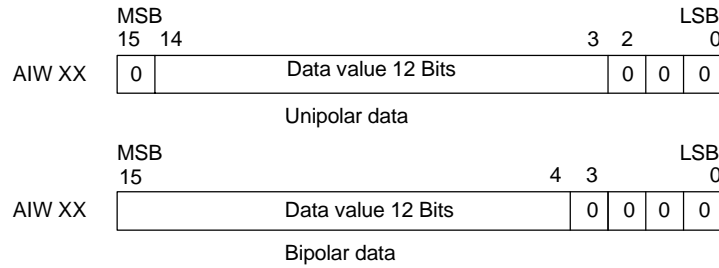 MSB LSB
15 14 3 2 0
AIW XX 0 Data value 12 Bits 0 0 0
Unipolar data
MSB LSB
15 4 3 0
AIW XX Data value 12 Bits 0 0 0 0
Bipolar data